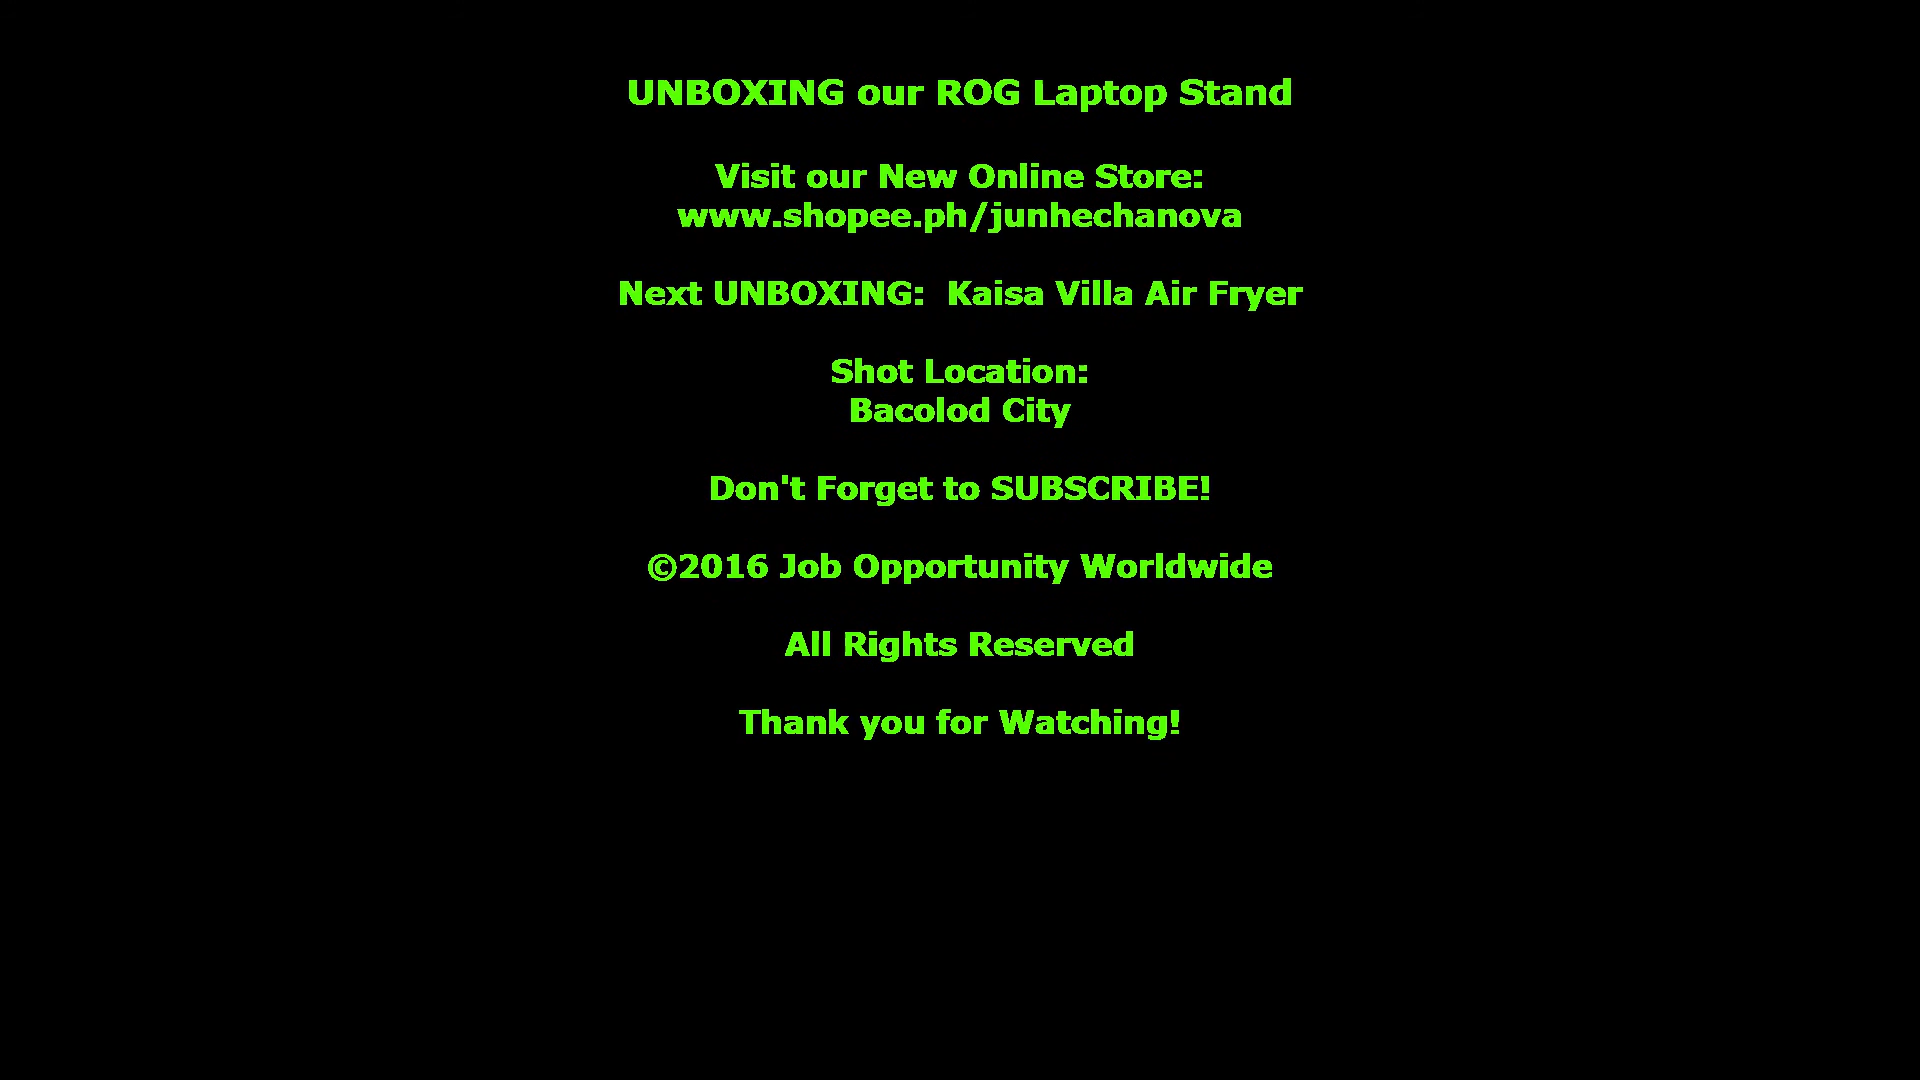 UNBOXING our ROG Laptop Stand
Visit our New Online Store:
www.shopee.ph/junhechanova
Next UNBOXING:  Kaisa Villa Air Fryer
Shot Location:
Bacolod City
Don't Forget to SUBSCRIBE!
©2016 Job Opportunity Worldwide
All Rights Reserved
Thank you for Watching!